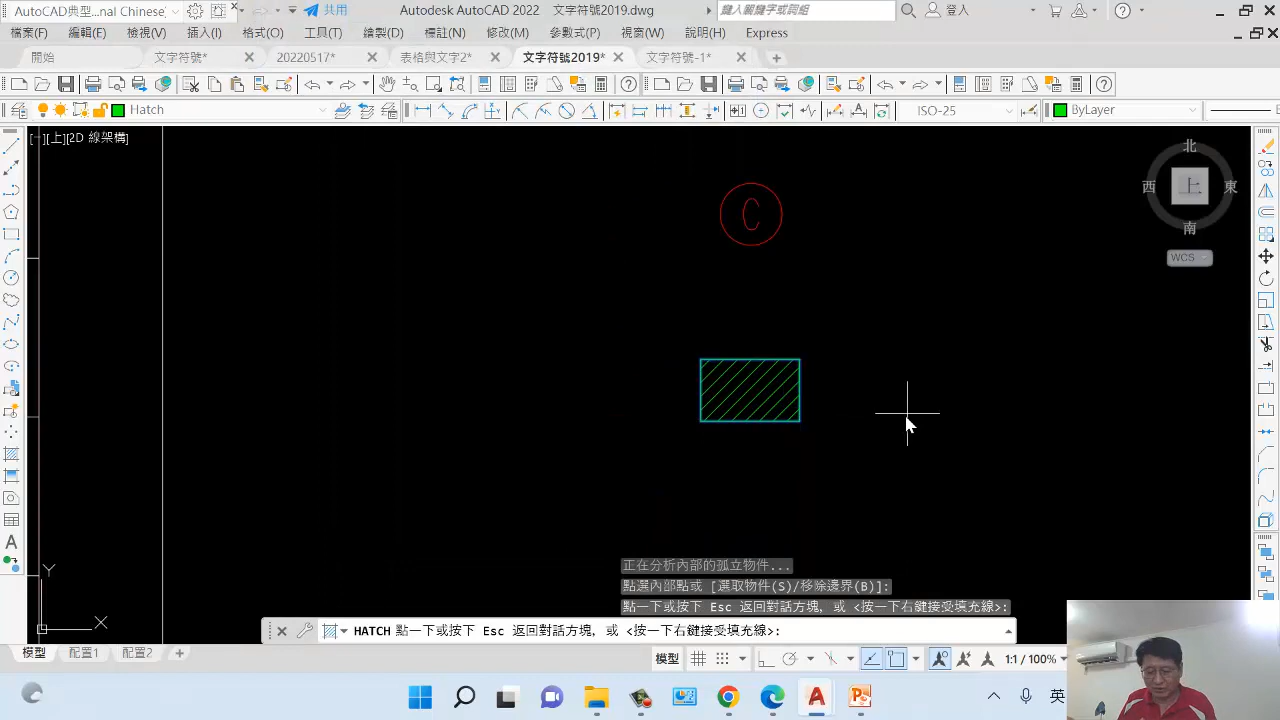 AutoCAD典型...nal Chinese
共用
Autodesk AutoCAD 2022
文字符號2019.dwg
鍵入關鍵字或詞組
登入
檔案(F)
編輯(E)
檢視(V)
插入(I)
格式(O)
工具(T)
繪製(D)
標註(N)
修改(M)
參數式(P)
視窗(W)
說明(H)
Express
開始
文字符號*
20220517*
表格與文字2*
文字符號2019*
文字符號-1*
Hatch
ISO-25
ByLayer
[−][上][2D 線架構]
北
西
上
東
南
WCS
C
Y
X
正在分析內部的孤立物件...
點選內部點或 [選取物件(S)/移除邊界(B)]:
點一下或按下 Esc 返回對話方塊, 或 <按一下右鍵接受填充線>:
HATCH 點一下或按下 Esc 返回對話方塊, 或 <按一下右鍵接受填充線>:
模型
配置1
配置2
模型
1:1 / 100%
英